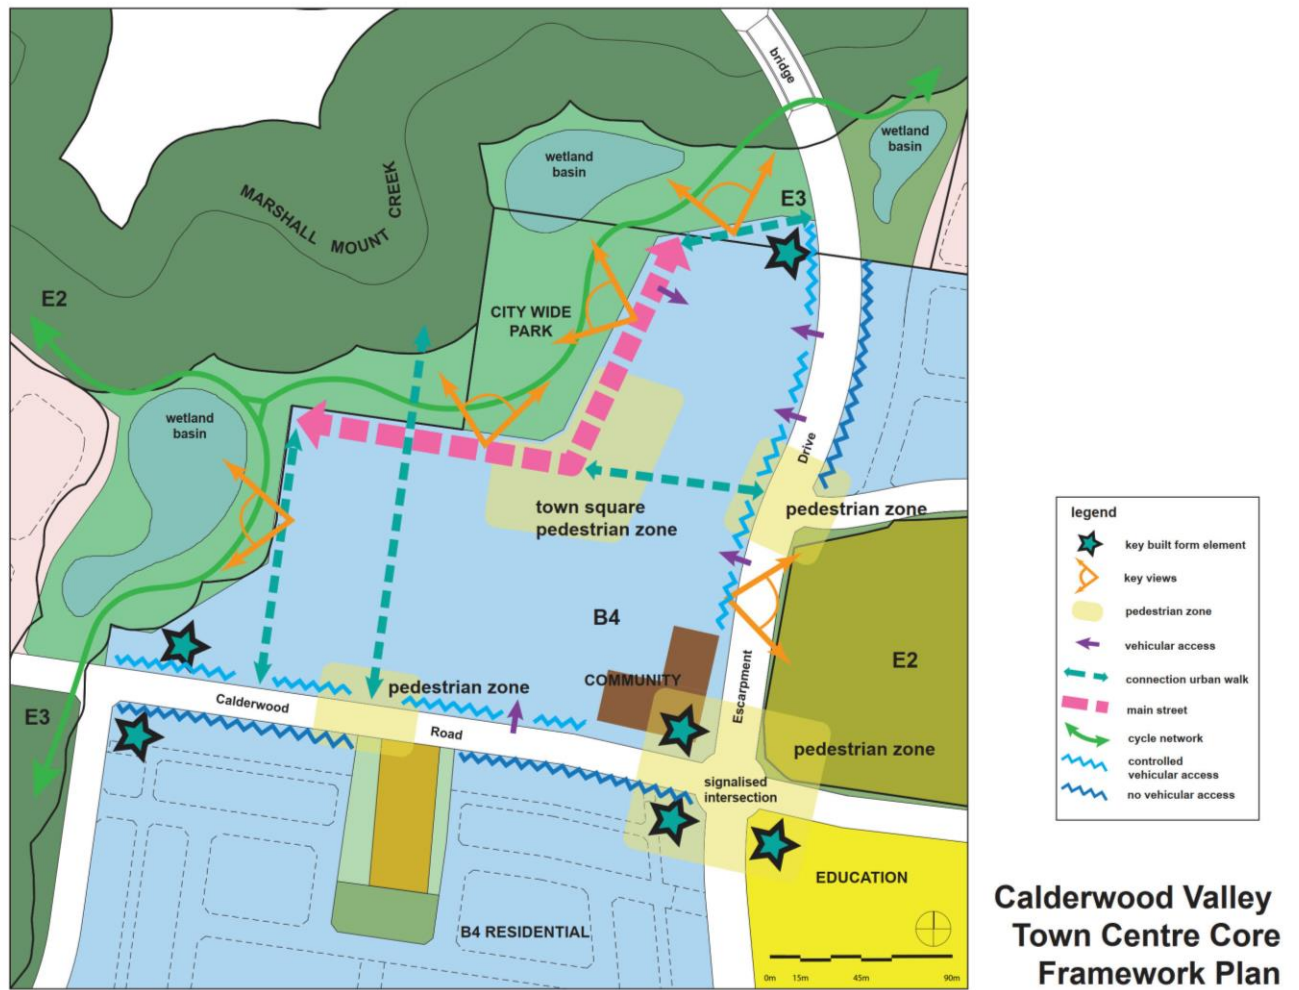 bridge
wetland
basin
wetland
basin
MARSHALL MOUNT CREEK
E3
E2
CITY WIDE
PARK
wetland
basin
Drive
town square
pedestrian zone
pedestrian zone
B4
E2
COMMUNITY
pedestrian zone
Escarpment
Calderwood Road
E3
pedestrian zone
signalised
intersection
EDUCATION
B4 RESIDENTIAL
0m 15m 45m 90m
legend
key built form element
key views
pedestrian zone
vehicular access
connection urban walk
main street
cycle network
controlled
vehicular access
no vehicular access
Calderwood Valley
Town Centre Core
Framework Plan